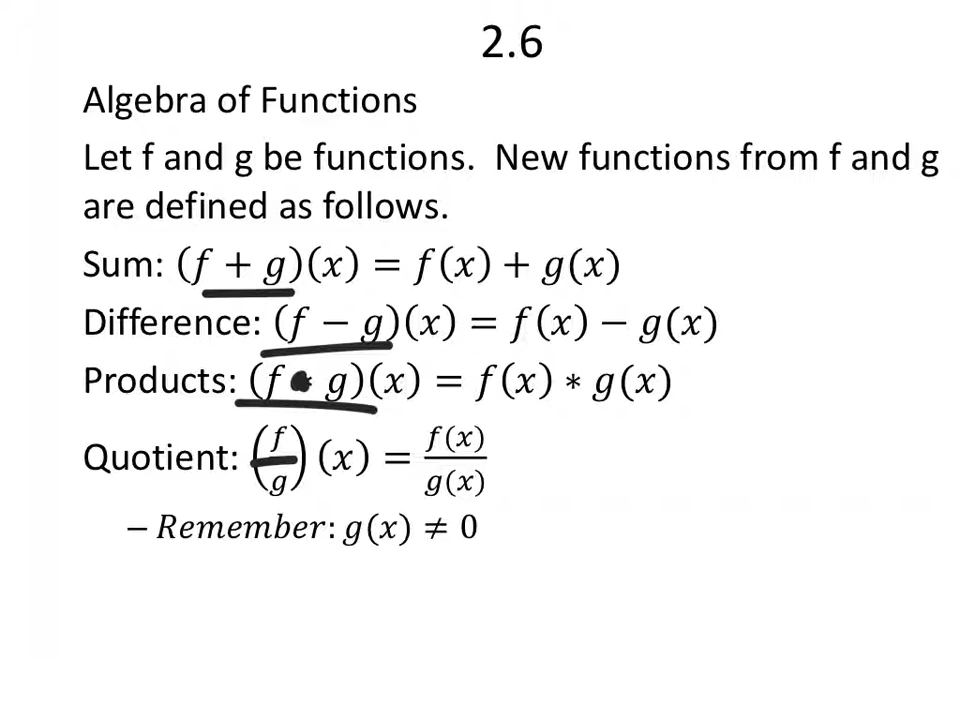 2.6
Algebra of Functions
Let f and g be functions. New functions from f and g
are defined as follows.
Sum: (f + g)(x) = f(x) + g(x)
Difference: (f − g)(x) = f(x) − g(x)
Products: (f • g)(x) = f(x) ∗ g(x)
Quotient: (f/g)(x) = f(x)/g(x)
– Remember: g(x) ≠ 0